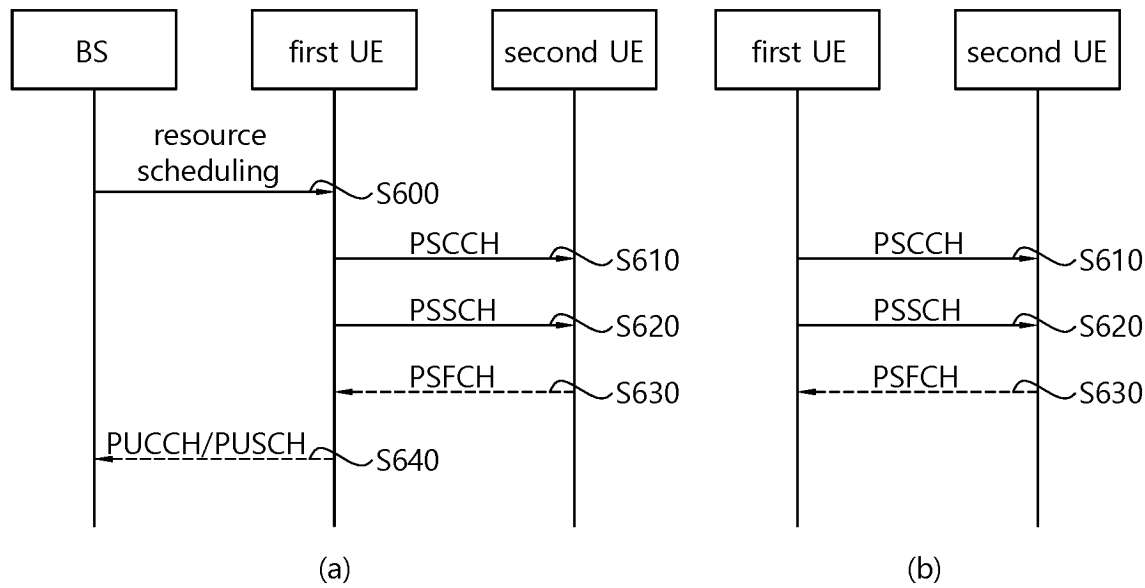 BS
first UE
second UE
first UE
second UE
resource
scheduling
S600
PSCCH
S610
PSCCH
S610
PSSCH
S620
PSSCH
S620
PSFCH
S630
PSFCH
S630
PUCCH/PUSCH
S640
(a)
(b)